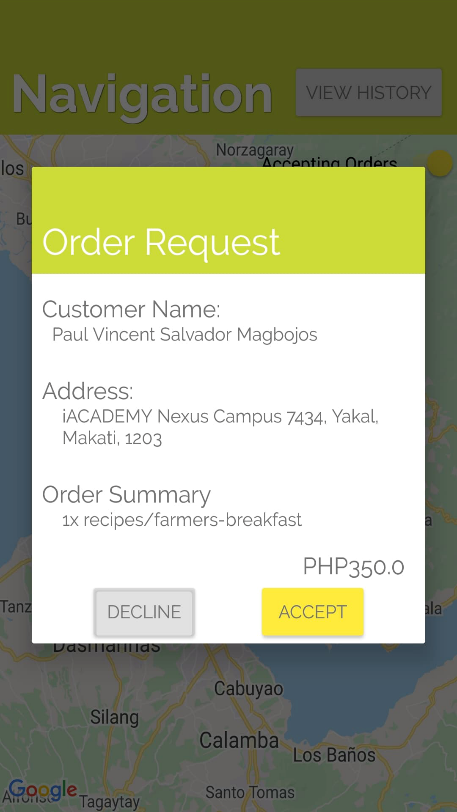 Navigation
VIEW HISTORY
Norzagaray
los
Accepting Orders
Bu
Order Request
Customer Name:
Paul Vincent Salvador Magbojos
Address:
iACADEMY Nexus Campus 7434, Yakal,
Makati, 1203
Order Summary
1x recipes/farmers-breakfast
a
PHP350.0
DECLINE
ACCEPT
Tanz
ala
Dasmariñas
Cabuyao
Silang
Calamba
Los Baños
Google
Alfonso
Tagaytay
Santo Tomas